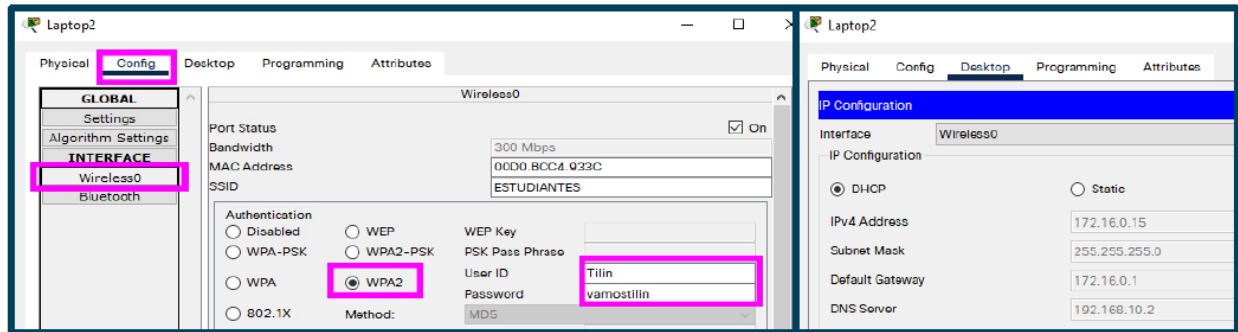 Laptop2
Physical Config Desktop Programming Attributes
GLOBAL
Settings
Algorithm Settings
INTERFACE
Wireless0
Bluetooth
Wireless0
Port Status On
Bandwidth 300 Mbps
MAC Address 00D0.BCC4.933C
SSID ESTUDIANTES
Authentication
Disabled WEP WEP Key
WPA-PSK WPA2-PSK PSK Pass Phrase
User ID Tilin
WPA WPA2
Password vamostilin
802.1X Method: MD5
Laptop2
Physical Config Desktop Programming Attributes
IP Configuration
Interface Wireless0
IP Configuration
DHCP Static
IPv4 Address 172.16.0.15
Subnet Mask 255.255.255.0
Default Gateway 172.16.0.1
DNS Server 192.168.10.2